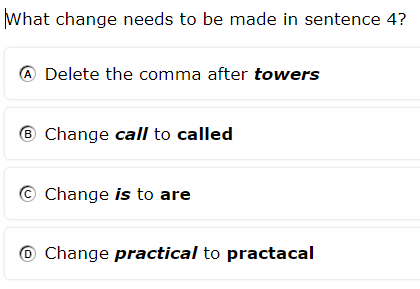 What change needs to be made in sentence 4?
A Delete the comma after towers
B Change call to called
C Change is to are
D Change practical to practacal